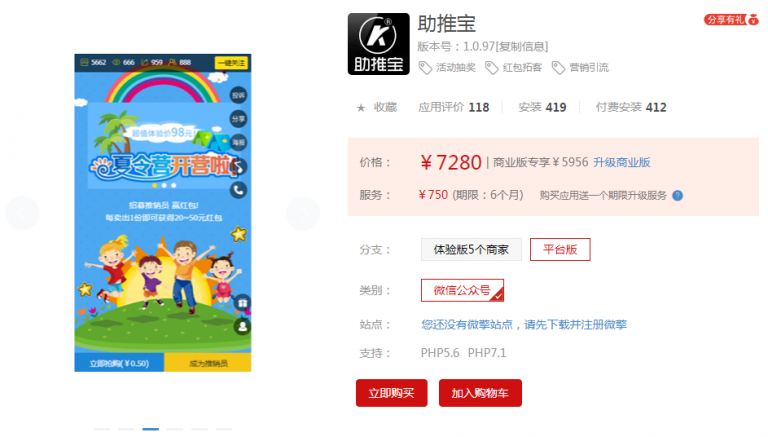 5662 666 959 888 一键关注
投诉
分享
海报
超值体验价98元
夏令营开营啦
招募推销员 赢红包!
每卖出1份即可获得20~50元红包
立即抢购(￥0.50) 成为推销员
K®
助推宝
助推宝
分享有礼
版本号：1.0.97[复制信息]
活动抽奖 红包拓客 营销引流
★ 收藏 应用评价 118 安装 419 付费安装 412
价格： ￥7280 | 商业版专享￥5956 升级商业版
服务： ￥750 (期限：6个月) 购买应用送一个期限升级服务 ?
分支： 体验版5个商家 平台版
类别： 微信公众号
站点： 您还没有微擎站点，请先下载并注册微擎
支持： PHP5.6 PHP7.1
立即购买 加入购物车